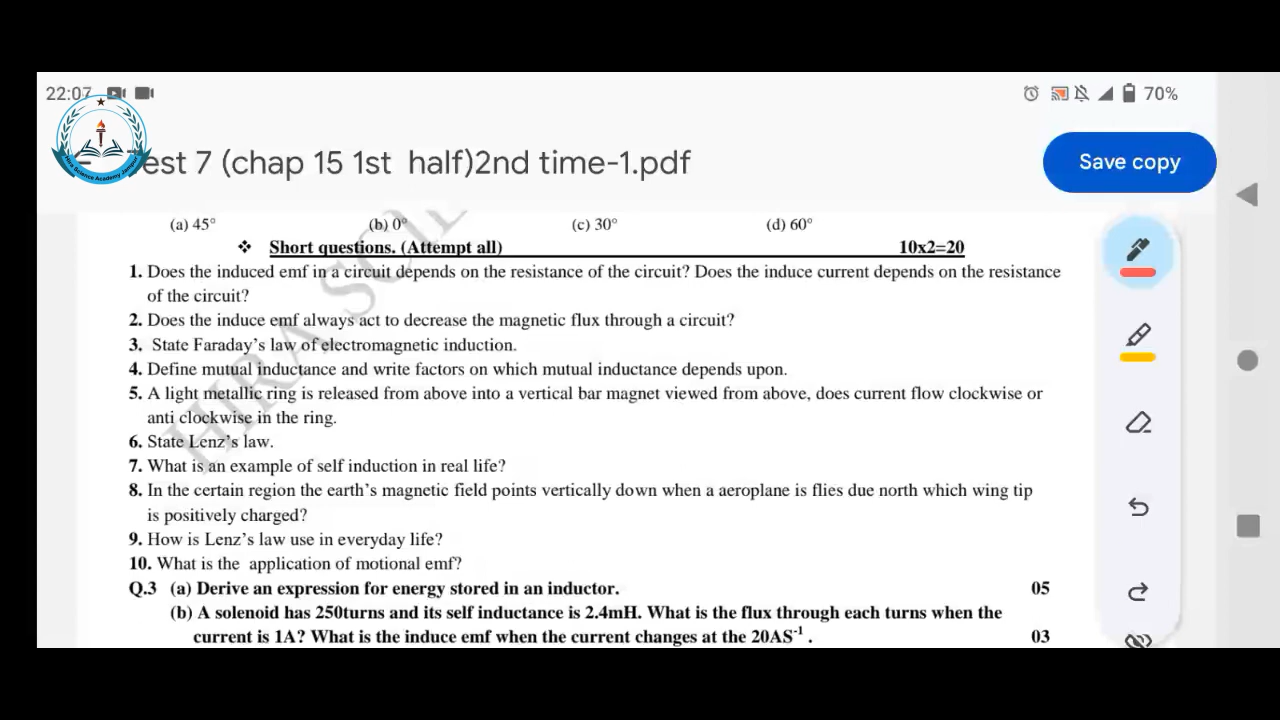 22:07
70%
Test 7 (chap 15 1st half)2nd time-1.pdf
Save copy
(a) 45° (b) 0° (c) 30° (d) 60°
❖ Short questions. (Attempt all) 10x2=20
1. Does the induced emf in a circuit depends on the resistance of the circuit? Does the induce current depends on the resistance
of the circuit?
2. Does the induce emf always act to decrease the magnetic flux through a circuit?
3. State Faraday's law of electromagnetic induction.
4. Define mutual inductance and write factors on which mutual inductance depends upon.
5. A light metallic ring is released from above into a vertical bar magnet viewed from above, does current flow clockwise or
anti clockwise in the ring.
6. State Lenz's law.
7. What is an example of self induction in real life?
8. In the certain region the earth's magnetic field points vertically down when a aeroplane is flies due north which wing tip
is positively charged?
9. How is Lenz's law use in everyday life?
10. What is the application of motional emf?
Q.3 (a) Derive an expression for energy stored in an inductor. 05
(b) A solenoid has 250turns and its self inductance is 2.4mH. What is the flux through each turns when the
current is 1A? What is the induce emf when the current changes at the 20AS⁻¹ . 03
HIRA SCIE